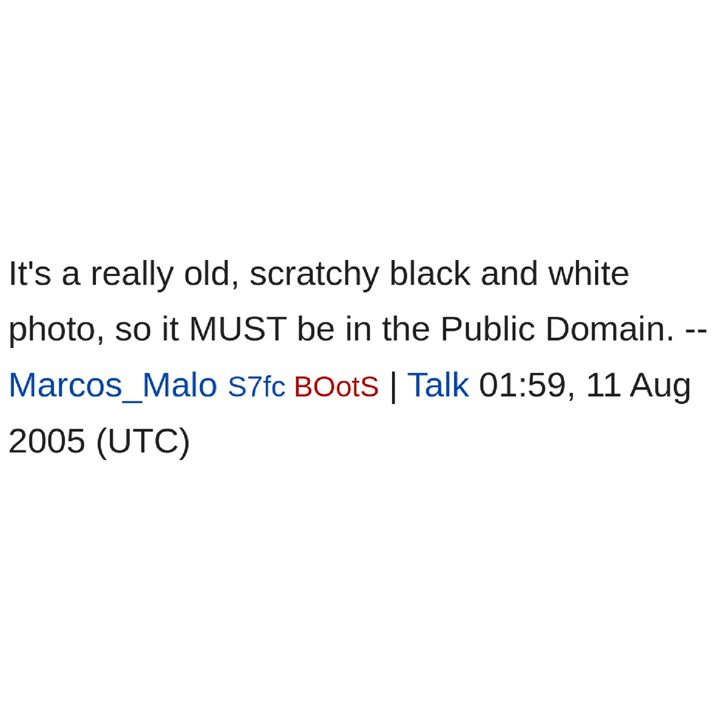 It's a really old, scratchy black and white
photo, so it MUST be in the Public Domain. --
Marcos_Malo S7fc BOotS | Talk 01:59, 11 Aug
2005 (UTC)